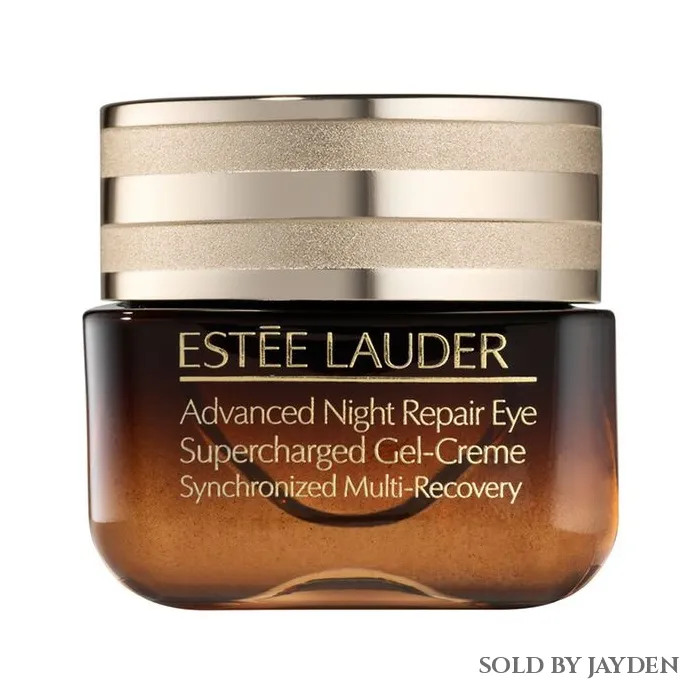 ESTĒE LAUDER
Advanced Night Repair Eye
Supercharged Gel-Creme
Synchronized Multi-Recovery
SOLD BY JAYDEN